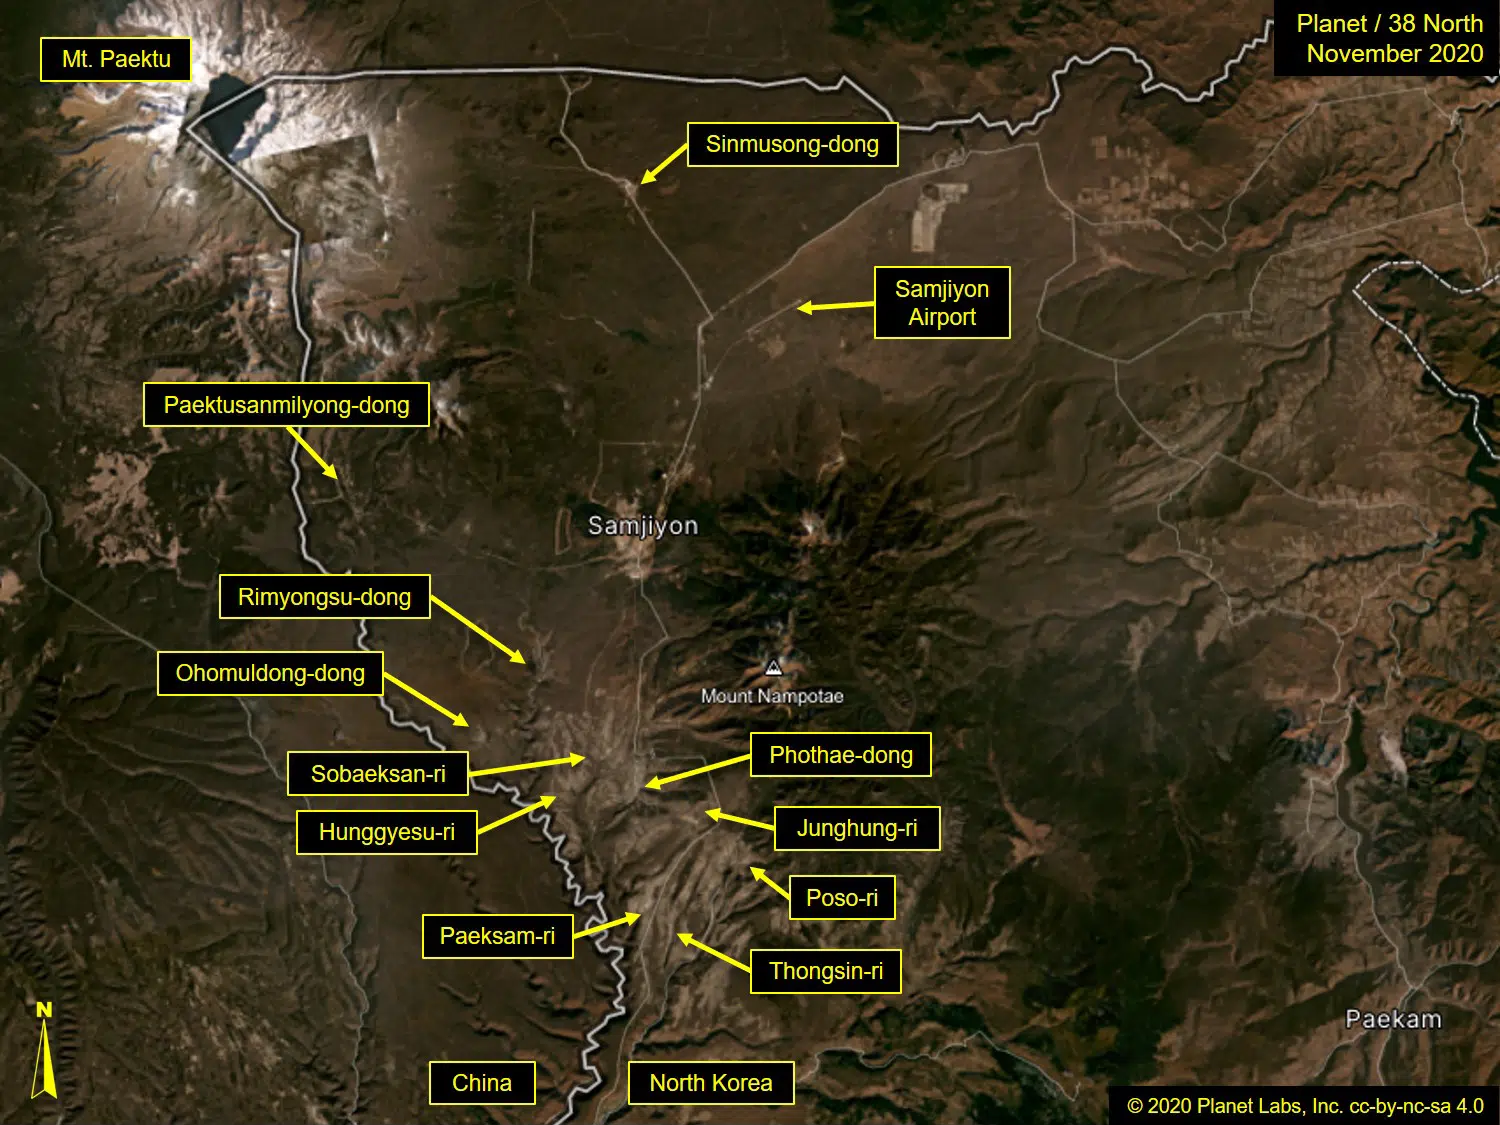 Planet / 38 North
November 2020
Mt. Paektu
Sinmusong-dong
Samjiyon
Airport
Paektusanmilyong-dong
Samjiyon
Rimyongsu-dong
Ohomuldong-dong
Mount Nampotae
Phothae-dong
Sobaeksan-ri
Hunggyesu-ri
Junghung-ri
Poso-ri
Paeksam-ri
Thongsin-ri
N
Paekam
China
North Korea
© 2020 Planet Labs, Inc. cc-by-nc-sa 4.0